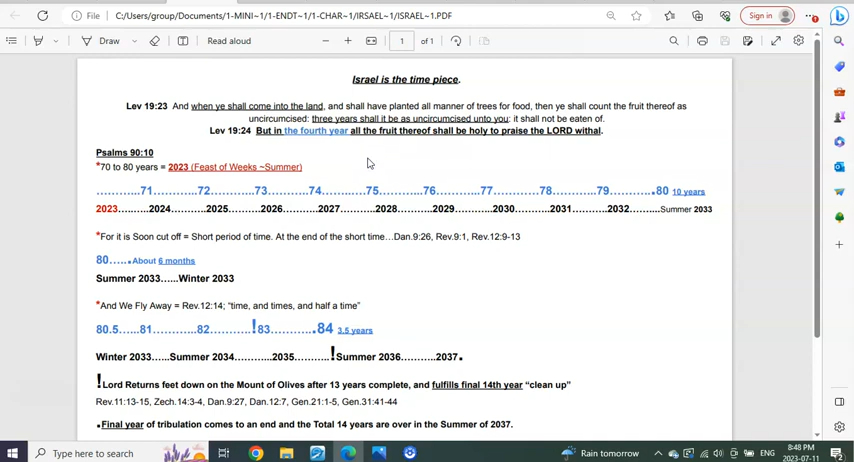 File C:/Users/group/Documents/1-MINI~1/1-ENDT~1/1-CHAR~1/IRSAEL~1/ISRAEL~1.PDF
Sign in
Draw
Read aloud
1
of 1
Israel is the time piece.
Lev 19:23 And when ye shall come into the land, and shall have planted all manner of trees for food, then ye shall count the fruit thereof as
uncircumcised: three years shall it be as uncircumcised unto you: it shall not be eaten of.
Lev 19:24 But in the fourth year all the fruit thereof shall be holy to praise the LORD withal.
Psalms 90:10
*70 to 80 years = 2023 (Feast of Weeks ~Summer)
…………71………..72………..73………..74………..75………..76………..77………..78………..79………...80 10 years
2023……..2024………..2025………..2026………..2027………..2028………..2029………..2030………..2031………..2032………...Summer 2033
*For it is Soon cut off = Short period of time. At the end of the short time…Dan.9:26, Rev.9:1, Rev.12:9-13
80…...About 6 months
Summer 2033…...Winter 2033
*And We Fly Away = Rev.12:14; “time, and times, and half a time”
80.5…...81………..82………..!83………...84 3.5 years
Winter 2033…...Summer 2034………...2035………..!Summer 2036………..2037.
!Lord Returns feet down on the Mount of Olives after 13 years complete, and fulfills final 14th year “clean up”
Rev.11:13-15, Zech.14:3-4, Dan.9:27, Dan.12:7, Gen.21:1-5, Gen.31:41-44
.Final year of tribulation comes to an end and the Total 14 years are over in the Summer of 2037.
Type here to search
Rain tomorrow
ENG
8:48 PM
2023-07-11
2